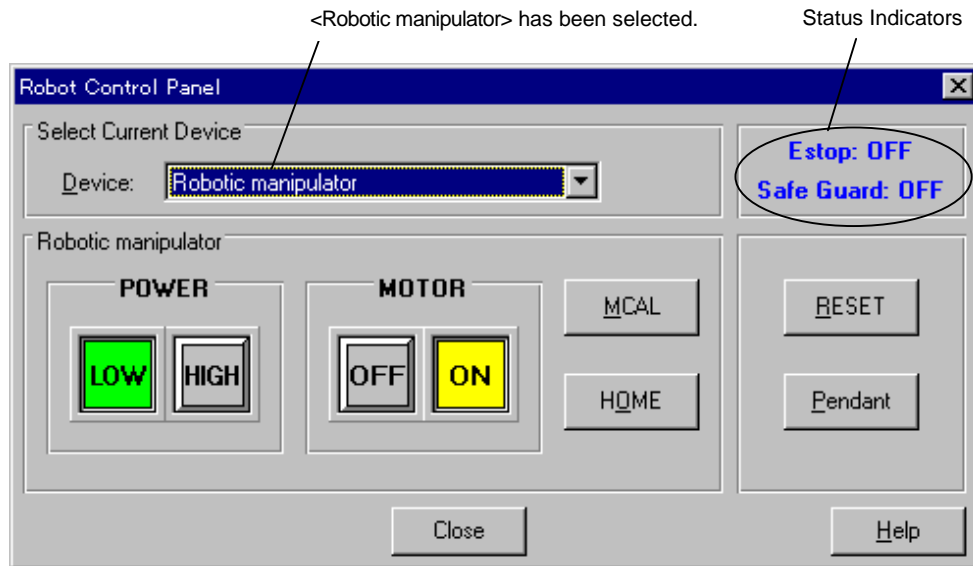 <Robotic manipulator> has been selected.
Status Indicators
Robot Control Panel
Select Current Device
Device: Robotic manipulator
Estop: OFF
Safe Guard: OFF
Robotic manipulator
POWER
LOW HIGH
MOTOR
OFF ON
MCAL
HOME
RESET
Pendant
Close
Help